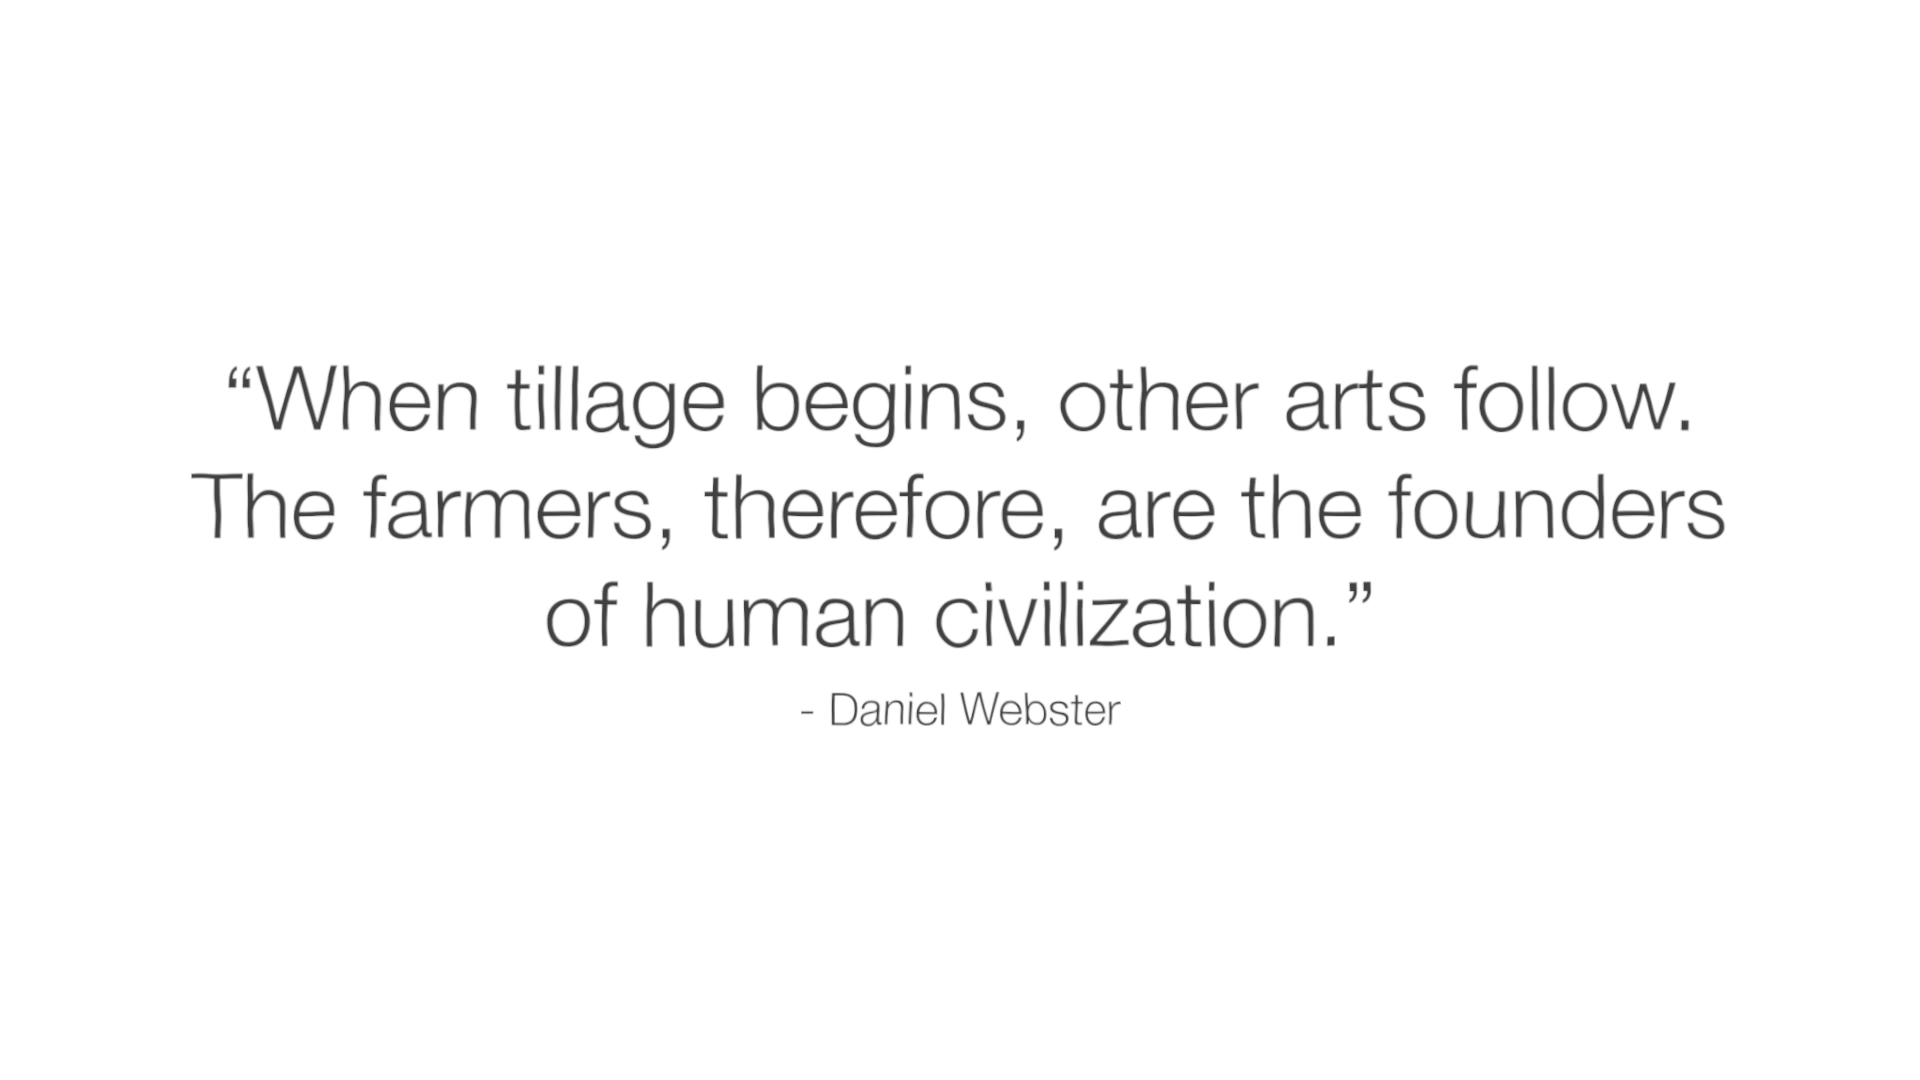 “When tillage begins, other arts follow.
The farmers, therefore, are the founders
of human civilization.”
- Daniel Webster